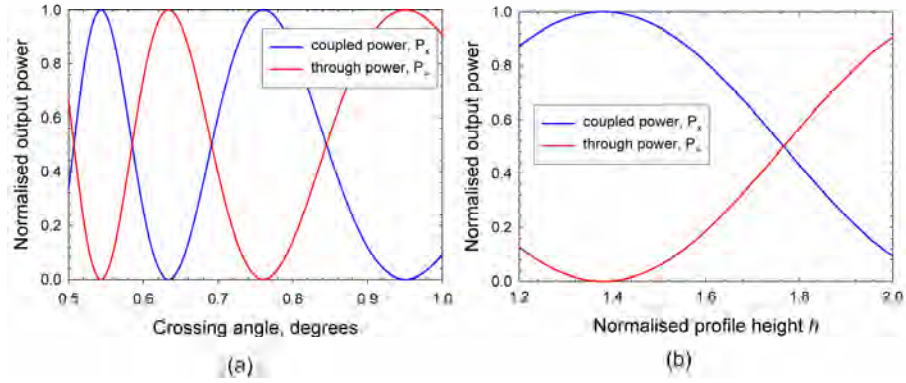 1.0
0.8
0.6
0.4
0.2
0.0
Normalised output power
coupled power, Pₓ
through power,
0.5 0.6 0.7 0.8 0.9 1.0
Crossing angle, degrees
(a)
1.0
0.8
0.6
0.4
0.2
0.0
Normalised output power
coupled power, Pₓ
through power,
1.2 1.4 1.6 1.8 2.0
Normalised profile height h
(b)